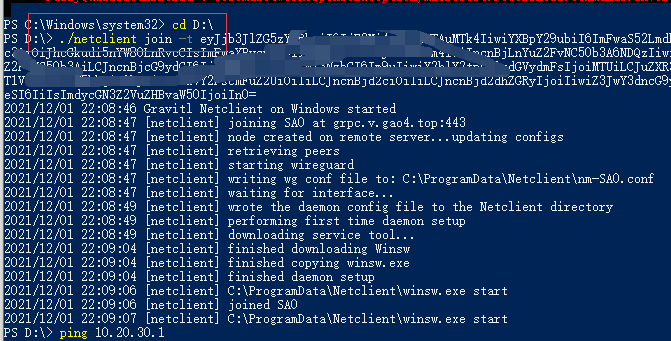 PS C:\Windows\system32> cd D:\
PS D:\> ./netclient join -t
2021/12/01 22:08:46 Gravitl Netclient on Windows started
2021/12/01 22:08:47 [netclient] joining SAO at grpc.v.gao4.top:443
2021/12/01 22:08:47 [netclient] node created on remote server...updating configs
2021/12/01 22:08:47 [netclient] retrieving peers
2021/12/01 22:08:47 [netclient] starting wireguard
2021/12/01 22:08:47 [netclient] writing wg conf file to: C:\ProgramData\Netclient\nm-SAO.conf
2021/12/01 22:08:47 [netclient] waiting for interface...
2021/12/01 22:08:49 [netclient] wrote the daemon config file to the Netclient directory
2021/12/01 22:08:49 [netclient] performing first time daemon setup
2021/12/01 22:08:49 [netclient] downloading service tool...
2021/12/01 22:09:04 [netclient] finished downloading Winsw
2021/12/01 22:09:04 [netclient] finished copying winsw.exe
2021/12/01 22:09:04 [netclient] finished daemon setup
2021/12/01 22:09:06 [netclient] C:\ProgramData\Netclient\winsw.exe start
2021/12/01 22:09:06 [netclient] joined SAO
2021/12/01 22:09:07 [netclient] C:\ProgramData\Netclient\winsw.exe start
PS D:\> ping 10.20.30.1